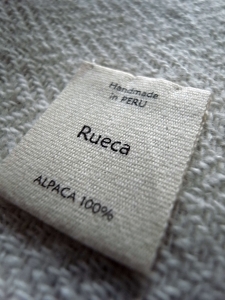 Handmade
in PERU
Rueca
ALPACA 100%